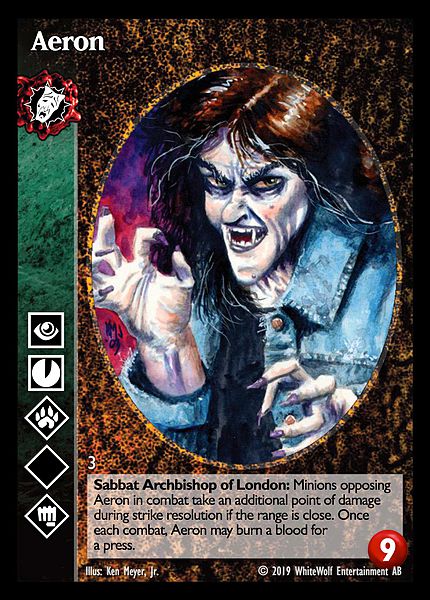 Aeron
3
Sabbat Archbishop of London: Minions opposing
Aeron in combat take an additional point of damage
during strike resolution if the range is close. Once
each combat, Aeron may burn a blood for
a press.
9
Illus: Ken Meyer, Jr.
© 2019 WhiteWolf Entertainment AB